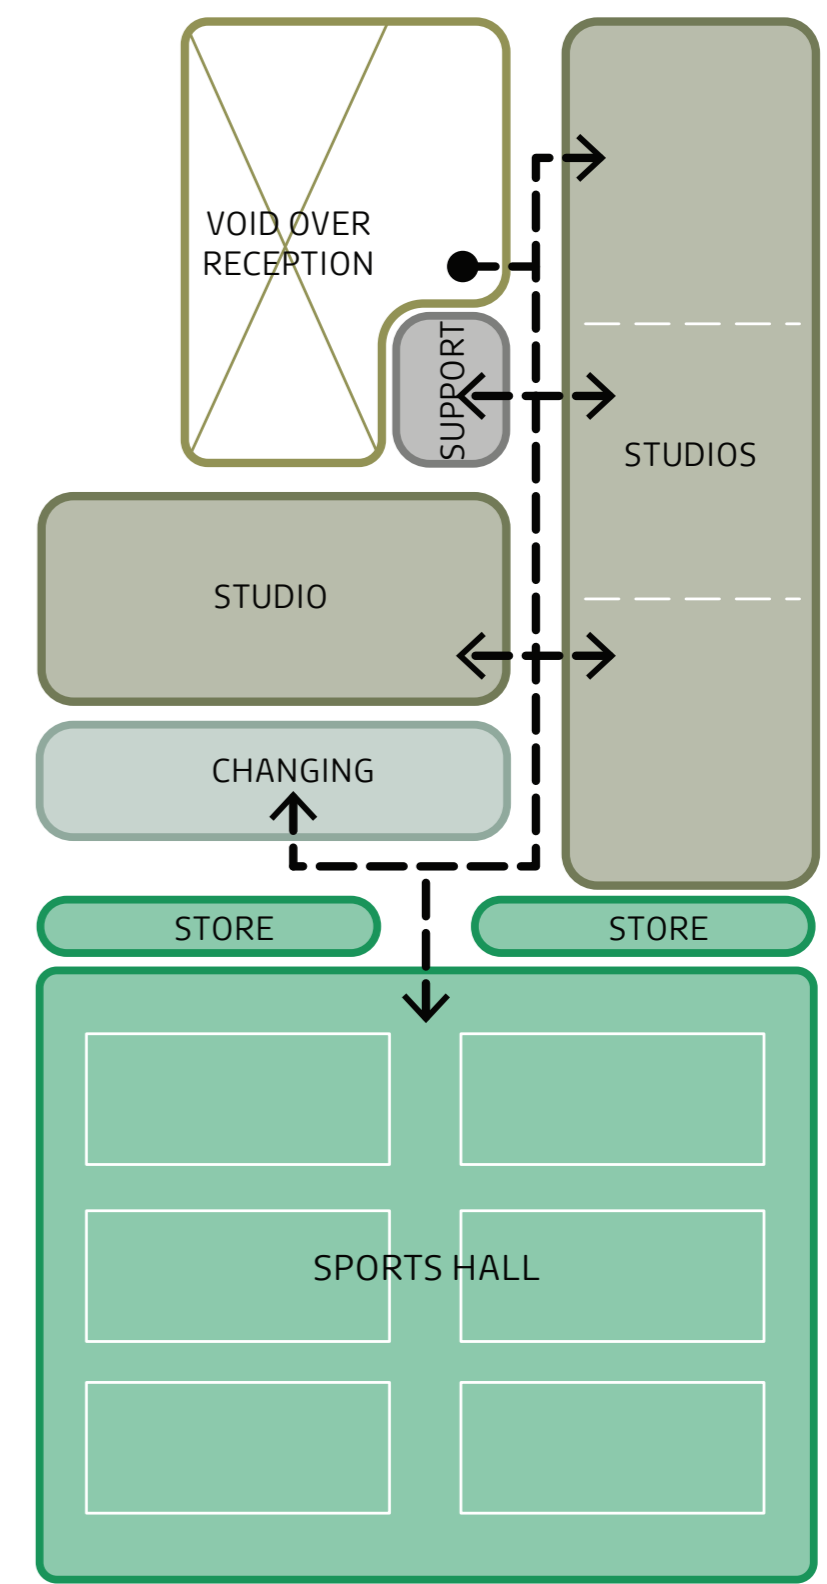 VOID OVER
RECEPTION
SUPPORT
STUDIOS
STUDIO
CHANGING
STORE
STORE
SPORTS HALL